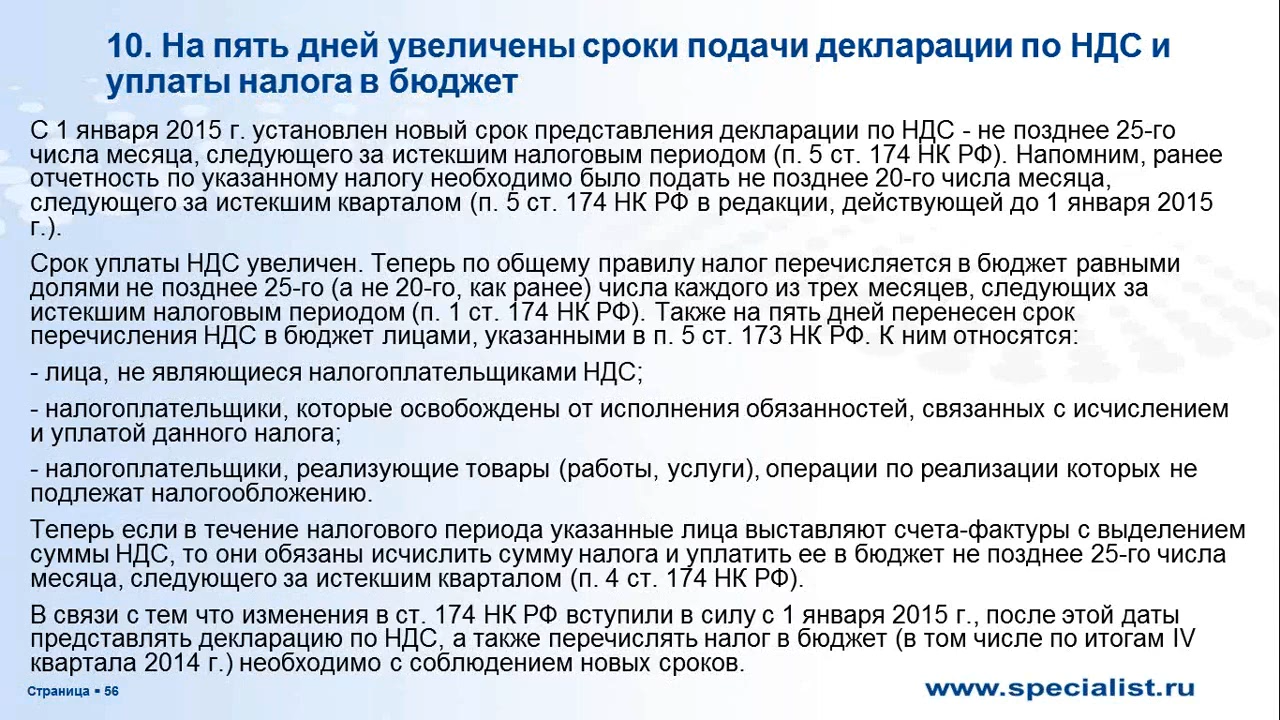 10. На пять дней увеличены сроки подачи декларации по НДС и
уплаты налога в бюджет
С 1 января 2015 г. установлен новый срок представления декларации по НДС - не позднее 25-го
числа месяца, следующего за истекшим налоговым периодом (п. 5 ст. 174 НК РФ). Напомним, ранее
отчетность по указанному налогу необходимо было подать не позднее 20-го числа месяца,
следующего за истекшим кварталом (п. 5 ст. 174 НК РФ в редакции, действующей до 1 января 2015
г.).
Срок уплаты НДС увеличен. Теперь по общему правилу налог перечисляется в бюджет равными
долями не позднее 25-го (а не 20-го, как ранее) числа каждого из трех месяцев, следующих за
истекшим налоговым периодом (п. 1 ст. 174 НК РФ). Также на пять дней перенесен срок
перечисления НДС в бюджет лицами, указанными в п. 5 ст. 173 НК РФ. К ним относятся:
- лица, не являющиеся налогоплательщиками НДС;
- налогоплательщики, которые освобождены от исполнения обязанностей, связанных с исчислением
и уплатой данного налога;
- налогоплательщики, реализующие товары (работы, услуги), операции по реализации которых не
подлежат налогообложению.
Теперь если в течение налогового периода указанные лица выставляют счета-фактуры с выделением
суммы НДС, то они обязаны исчислить сумму налога и уплатить ее в бюджет не позднее 25-го числа
месяца, следующего за истекшим кварталом (п. 4 ст. 174 НК РФ).
В связи с тем что изменения в ст. 174 НК РФ вступили в силу с 1 января 2015 г., после этой даты
представлять декларацию по НДС, а также перечислять налог в бюджет (в том числе по итогам IV
квартала 2014 г.) необходимо с соблюдением новых сроков.
Страница ▪ 56
www.specialist.ru